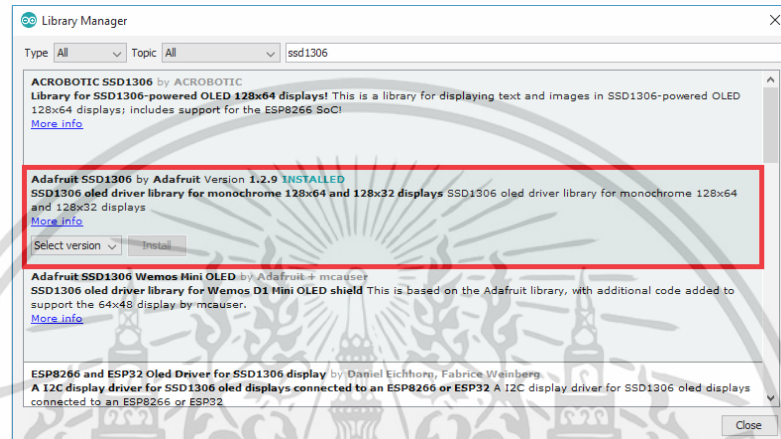 Library Manager
Type All Topic All ssd1306
ACROBOTIC SSD1306 by ACROBOTIC
Library for SSD1306-powered OLED 128x64 displays! This is a library for displaying text and images in SSD1306-powered OLED
128x64 displays; includes support for the ESP8266 SoC!
More info
Adafruit SSD1306 by Adafruit Version 1.2.9 INSTALLED
SSD1306 oled driver library for monochrome 128x64 and 128x32 displays SSD1306 oled driver library for monochrome 128x64
and 128x32 displays
More info
Select version Install
Adafruit SSD1306 Wemos Mini OLED by Adafruit + mcauser
SSD1306 oled driver library for Wemos D1 Mini OLED shield This is based on the Adafruit library, with additional code added to
support the 64x48 display by mcauser.
More info
ESP8266 and ESP32 Oled Driver for SSD1306 display by Daniel Eichhorn, Fabrice Weinberg
A I2C display driver for SSD1306 oled displays connected to an ESP8266 or ESP32 A I2C display driver for SSD1306 oled displays
connected to an ESP8266 or ESP32
Close